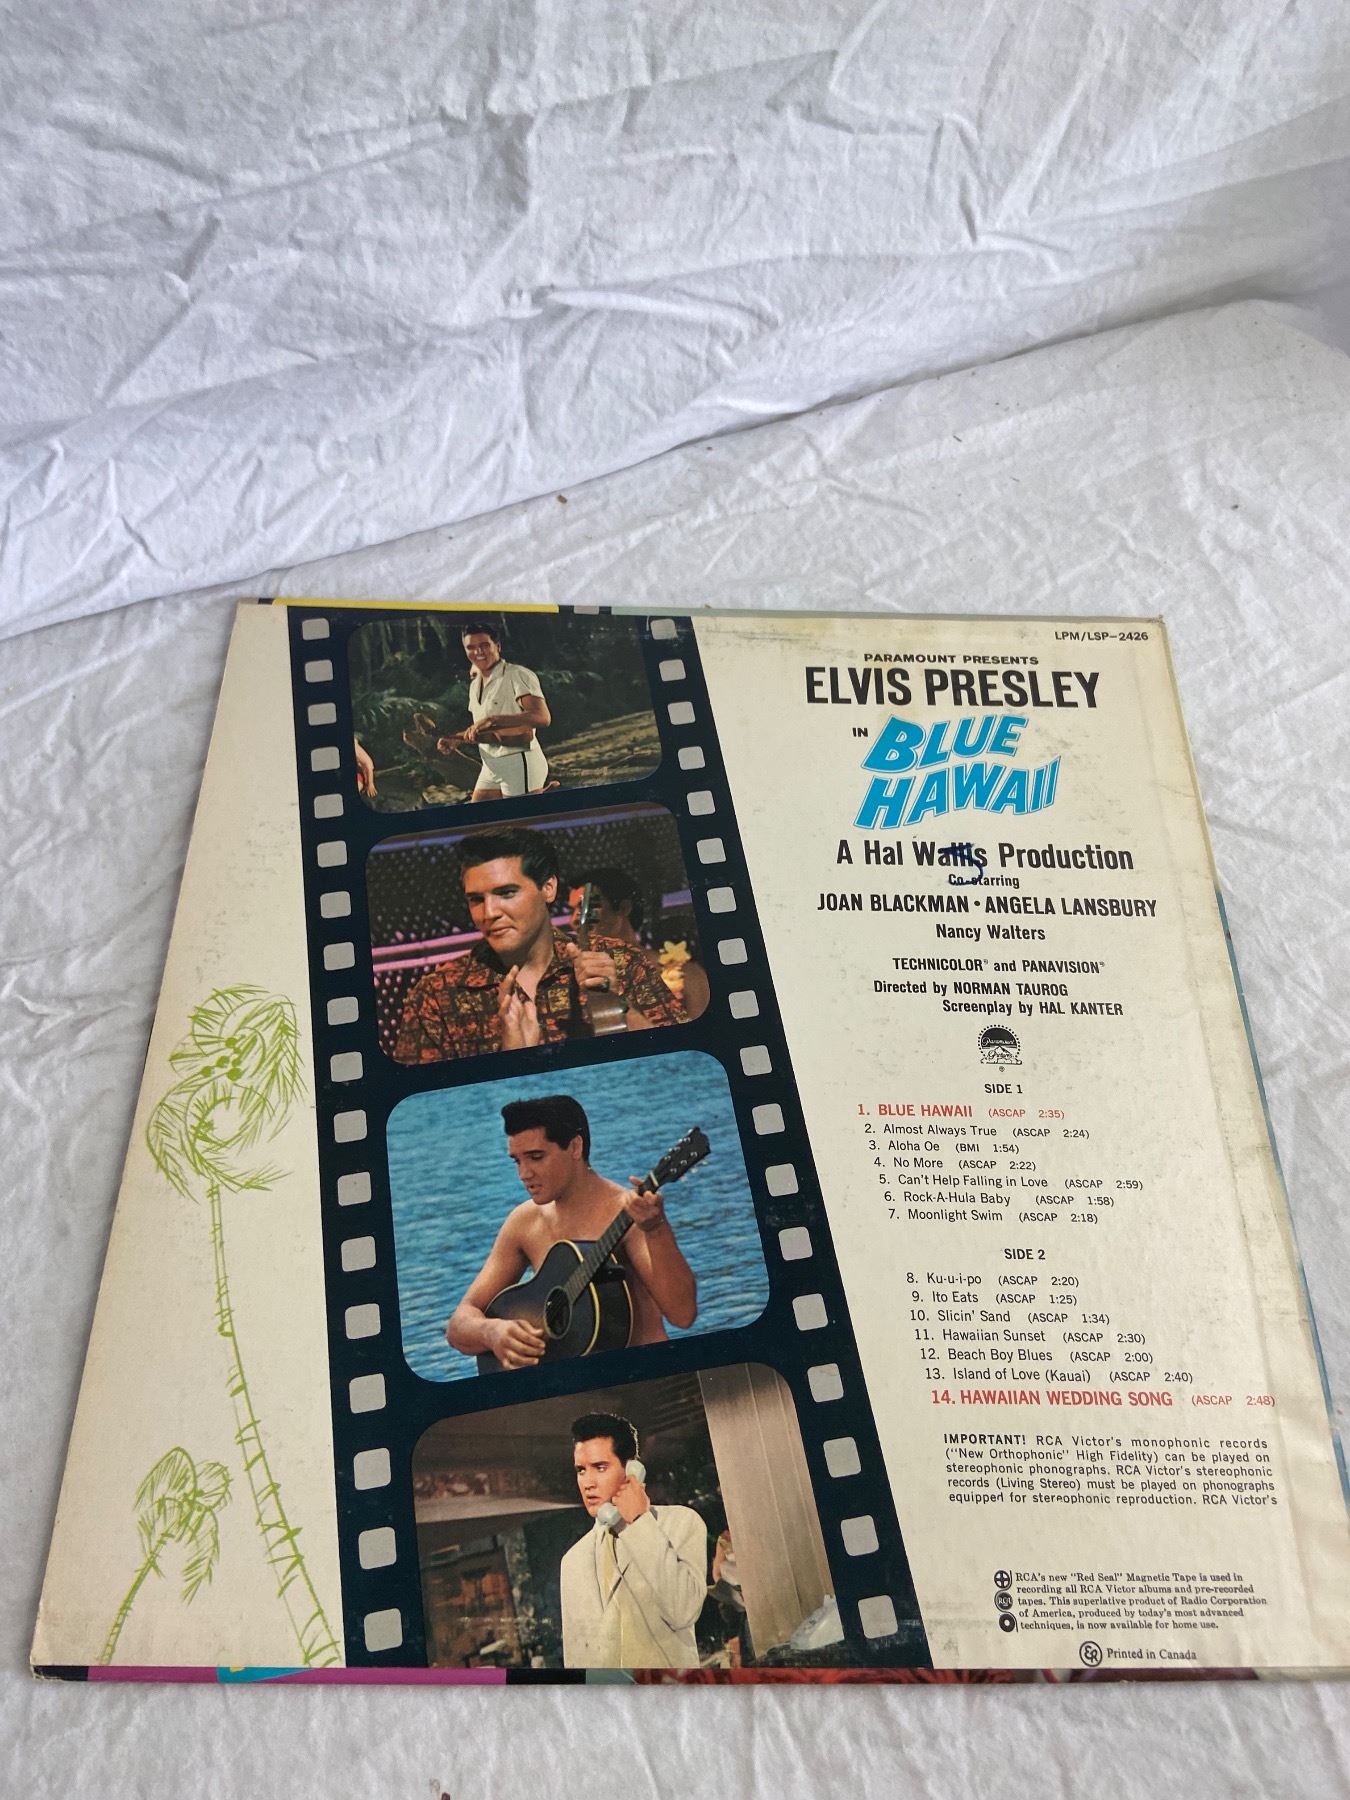 LPM/LSP-2426
PARAMOUNT PRESENTS
ELVIS PRESLEY
IN BLUE
HAWAII
A Hal Wallis Production
Co-starring
JOAN BLACKMAN • ANGELA LANSBURY
Nancy Walters
TECHNICOLOR® and PANAVISION®
Directed by NORMAN TAUROG
Screenplay by HAL KANTER
Paramount
Pictures
®
SIDE 1
1. BLUE HAWAII (ASCAP 2:35)
2. Almost Always True (ASCAP 2:24)
3. Aloha Oe (BMI 1:54)
4. No More (ASCAP 2:22)
5. Can't Help Falling in Love (ASCAP 2:59)
6. Rock-A-Hula Baby (ASCAP 1:58)
7. Moonlight Swim (ASCAP 2:18)
SIDE 2
8. Ku-u-i-po (ASCAP 2:20)
9. Ito Eats (ASCAP 1:25)
10. Slicin' Sand (ASCAP 1:34)
11. Hawaiian Sunset (ASCAP 2:30)
12. Beach Boy Blues (ASCAP 2:00)
13. Island of Love (Kauai) (ASCAP 2:40)
14. HAWAIIAN WEDDING SONG (ASCAP 2:48)
IMPORTANT! RCA Victor's monophonic records
("New Orthophonic" High Fidelity) can be played on
stereophonic phonographs. RCA Victor's stereophonic
records (Living Stereo) must be played on phonographs
equipped for stereophonic reproduction. RCA Victor's
RCA's new "Red Seal" Magnetic Tape is used in
recording all RCA Victor albums and pre-recorded
RCA tapes. This superlative product of Radio Corporation
of America, produced by today's most advanced
techniques, is now available for home use.
Printed in Canada